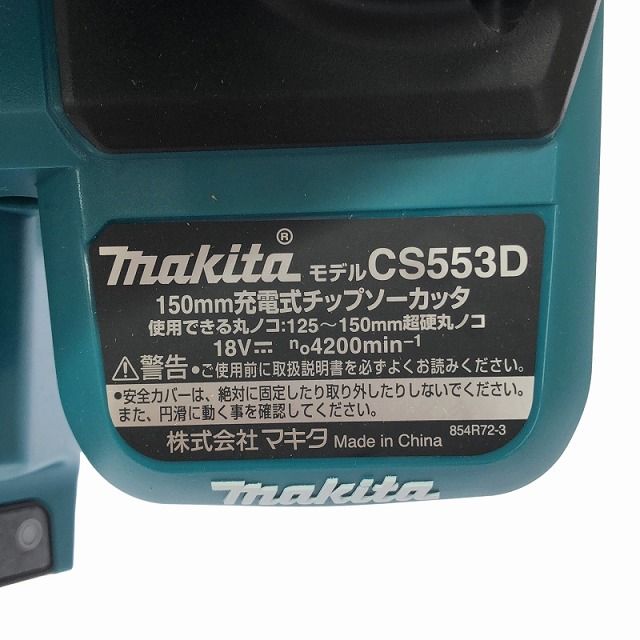 makita® モデル CS553D
150mm充電式チップソーカッタ
使用できる丸ノコ:125～150mm超硬丸ノコ
18V⎓ n₀4200min⁻¹
⚠警告 •ご使用前に取扱説明書を必ずよくお読みください。
•安全カバーは、絶対に固定したり取り外したりしないでください。
また、円滑に動く事を確認してください。
株式会社マキタ Made in China 854R72-3
makita